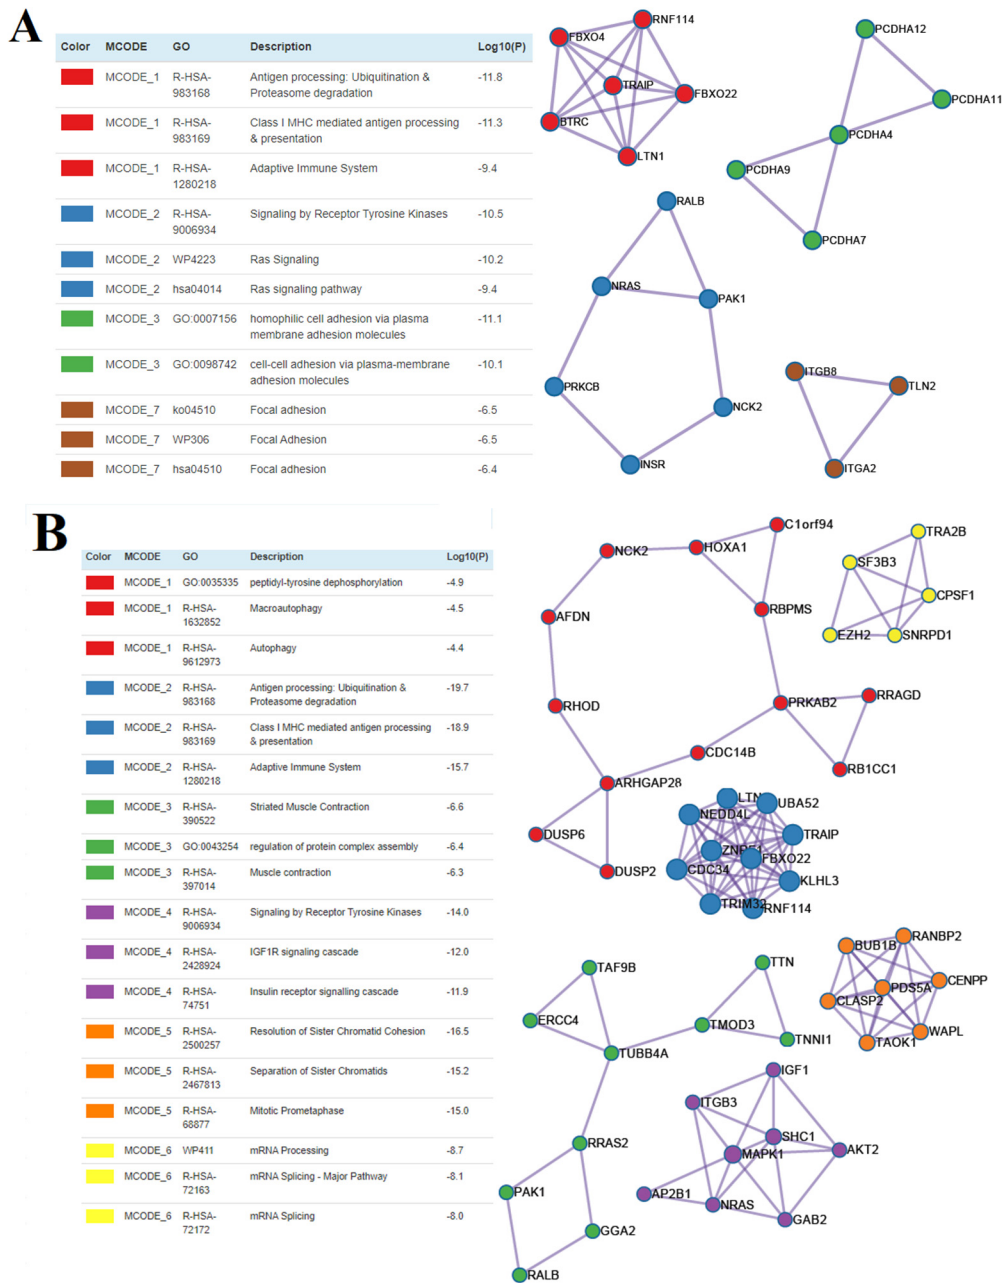 A
Color MCODE GO Description Log10(P)
MCODE_1 R-HSA- Antigen processing: Ubiquitination & -11.8
983168 Proteasome degradation
MCODE_1 R-HSA- Class I MHC mediated antigen processing -11.3
983169 & presentation
MCODE_1 R-HSA- Adaptive Immune System -9.4
1280218
MCODE_2 R-HSA- Signaling by Receptor Tyrosine Kinases -10.5
9006934
MCODE_2 WP4223 Ras Signaling -10.2
MCODE_2 hsa04014 Ras signaling pathway -9.4
MCODE_3 GO:0007156 homophilic cell adhesion via plasma -11.1
membrane adhesion molecules
MCODE_3 GO:0098742 cell-cell adhesion via plasma-membrane -10.1
adhesion molecules
MCODE_7 ko04510 Focal adhesion -6.5
MCODE_7 WP306 Focal Adhesion -6.5
MCODE_7 hsa04510 Focal adhesion -6.4
RNF114
FBXO4
TRAIP
FBXO22
BTRC
LTN1
PCDHA12
PCDHA11
PCDHA4
PCDHA9
PCDHA7
RALB
NRAS
PAK1
PRKCB
NCK2
INSR
ITGB8
TLN2
ITGA2
B
Color MCODE GO Description Log10(P)
MCODE_1 GO:0035335 peptidyl-tyrosine dephosphorylation -4.9
MCODE_1 R-HSA- Macroautophagy -4.5
1632852
MCODE_1 R-HSA- Autophagy -4.4
9612973
MCODE_2 R-HSA- Antigen processing: Ubiquitination & -19.7
983168 Proteasome degradation
MCODE_2 R-HSA- Class I MHC mediated antigen processing -18.9
983169 & presentation
MCODE_2 R-HSA- Adaptive Immune System -15.7
1280218
MCODE_3 R-HSA- Striated Muscle Contraction -6.6
390522
MCODE_3 GO:0043254 regulation of protein complex assembly -6.4
MCODE_3 R-HSA- Muscle contraction -6.3
397014
MCODE_4 R-HSA- Signaling by Receptor Tyrosine Kinases -14.0
9006934
MCODE_4 R-HSA- IGF1R signaling cascade -12.0
2428924
MCODE_4 R-HSA- Insulin receptor signalling cascade -11.9
74751
MCODE_5 R-HSA- Resolution of Sister Chromatid Cohesion -16.5
2500257
MCODE_5 R-HSA- Separation of Sister Chromatids -15.2
2467813
MCODE_5 R-HSA- Mitotic Prometaphase -15.0
68877
MCODE_6 WP411 mRNA Processing -8.7
MCODE_6 R-HSA- mRNA Splicing - Major Pathway -8.1
72163
MCODE_6 R-HSA- mRNA Splicing -8.0
72172
C1orf94
NCK2
HOXA1
RBPMS
AFDN
RHOD
PRKAB2
RRAGD
CDC14B
RB1CC1
ARHGAP28
DUSP6
DUSP2
TRA2B
SF3B3
CPSF1
EZH2
SNRPD1
UBA52
NEDD4L
TRAIP
FBXO22
CDC34
KLHL3
TRIM32
RNF114
RANBP2
BUB1B
CENPP
PDS5A
CLASP2
WAPL
TAOK1
TAF9B
TTN
ERCC4
TMOD3
TNNI1
TUBB4A
RRAS2
PAK1
GGA2
RALB
IGF1
ITGB3
SHC1
MAPK1
AKT2
AP2B1
NRAS
GAB2